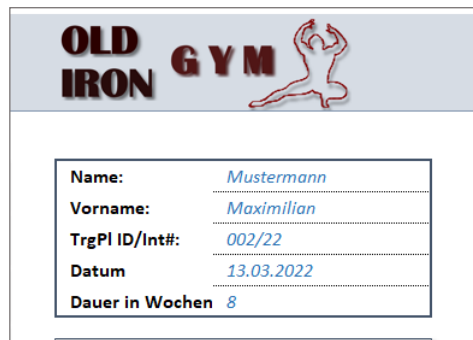 OLD
IRON GYM
Name: Mustermann
Vorname: Maximilian
TrgPl ID/Int#: 002/22
Datum 13.03.2022
Dauer in Wochen 8